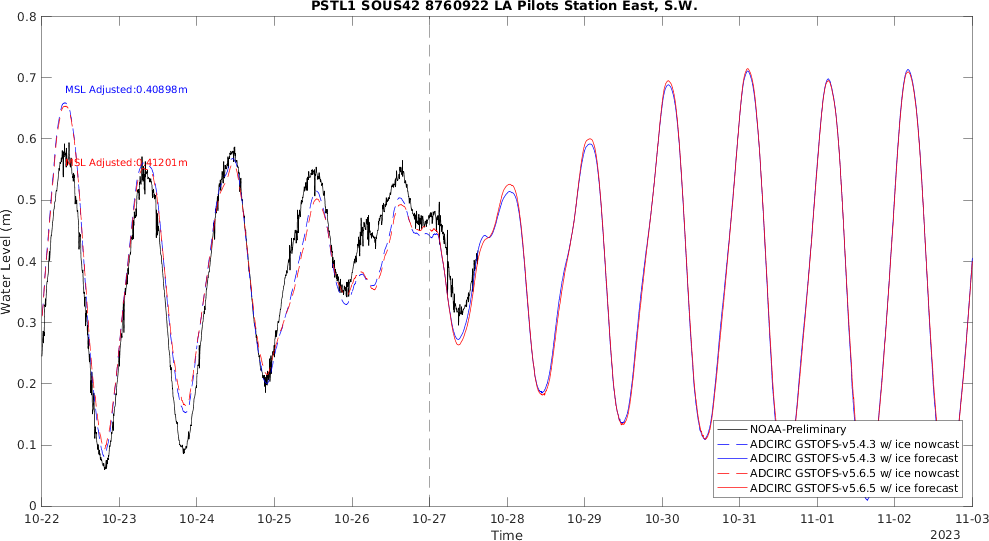 PSTL1 SOUS42 8760922 LA Pilots Station East, S.W.
0.8
0.7
0.6
0.5
0.4
0.3
0.2
0.1
0
Water Level (m)
MSL Adjusted:0.40898m
MSL Adjusted:0.41201m
NOAA-Preliminary
ADCIRC GSTOFS-v5.4.3 w/ ice nowcast
ADCIRC GSTOFS-v5.4.3 w/ ice forecast
ADCIRC GSTOFS-v5.6.5 w/ ice nowcast
ADCIRC GSTOFS-v5.6.5 w/ ice forecast
10-22 10-23 10-24 10-25 10-26 10-27 10-28 10-29 10-30 10-31 11-01 11-02 11-03
Time
2023